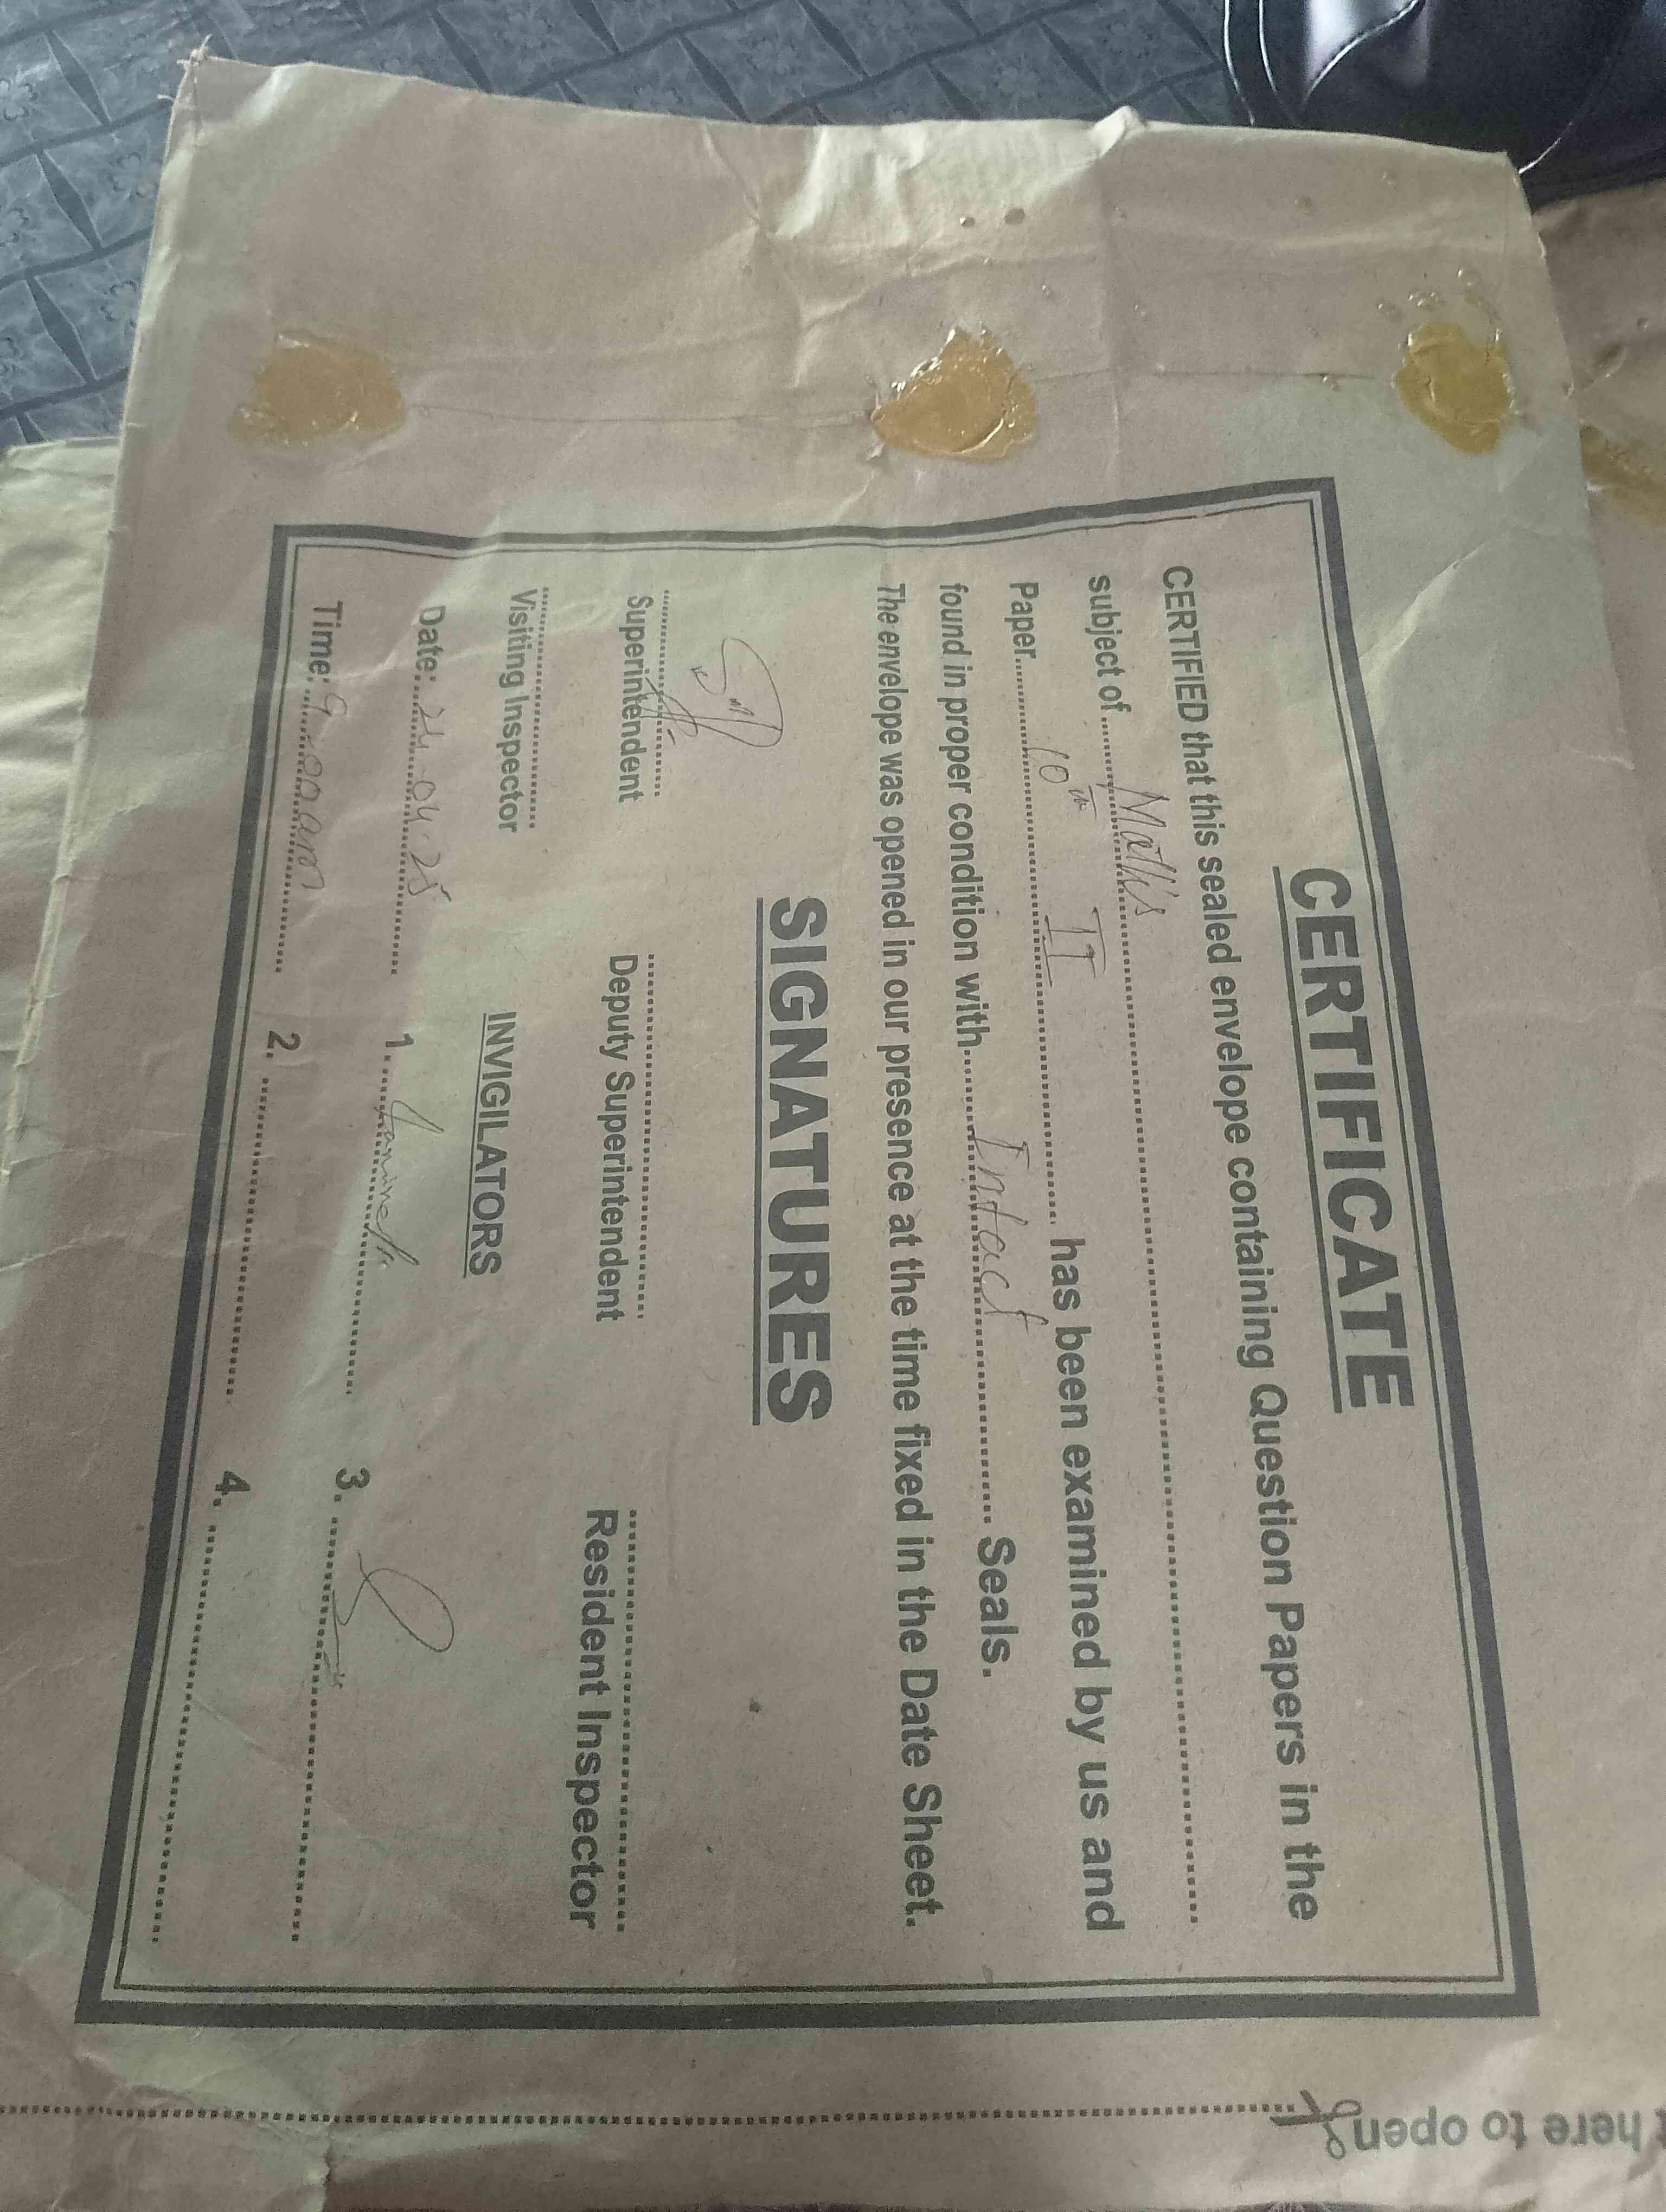 CERTIFICATE
CERTIFIED that this sealed envelope containing Question Papers in the
subject of ........ Math's ........
Paper ........ 10th II ........ has been examined by us and
found in proper condition with ........ Intact ........ Seals.
The envelope was opened in our presence at the time fixed in the Date Sheet.
SIGNATURES
Superintendent Deputy Superintendent Resident Inspector
Visiting Inspector INVIGILATORS
Date: 24.04.25 1. 3.
Time: 9:00 am 2. 4.
here to open